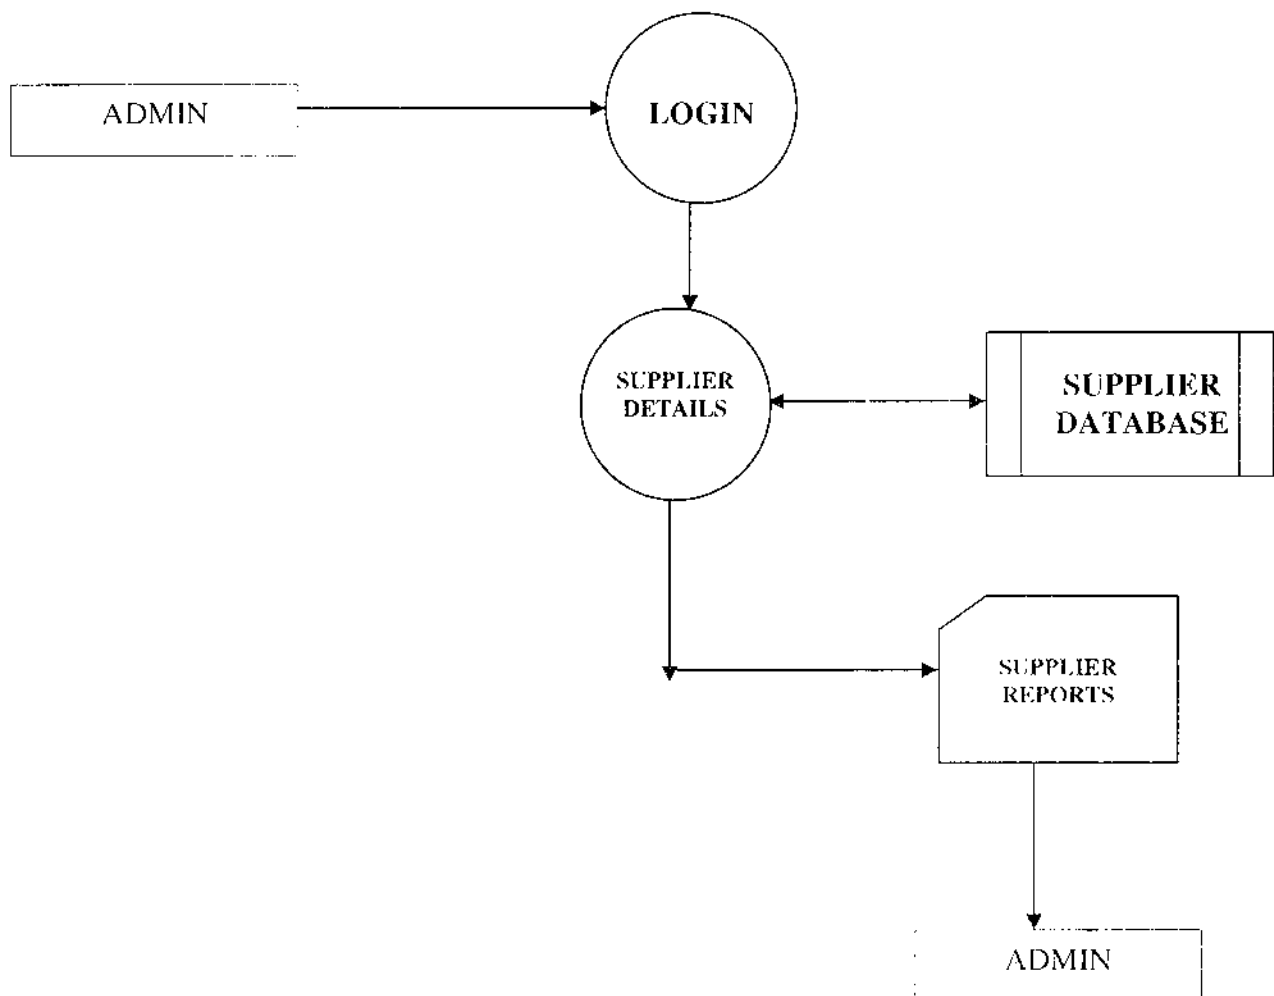 ADMIN
LOGIN
SUPPLIER
DETAILS
SUPPLIER
DATABASE
SUPPLIER
REPORTS
ADMIN